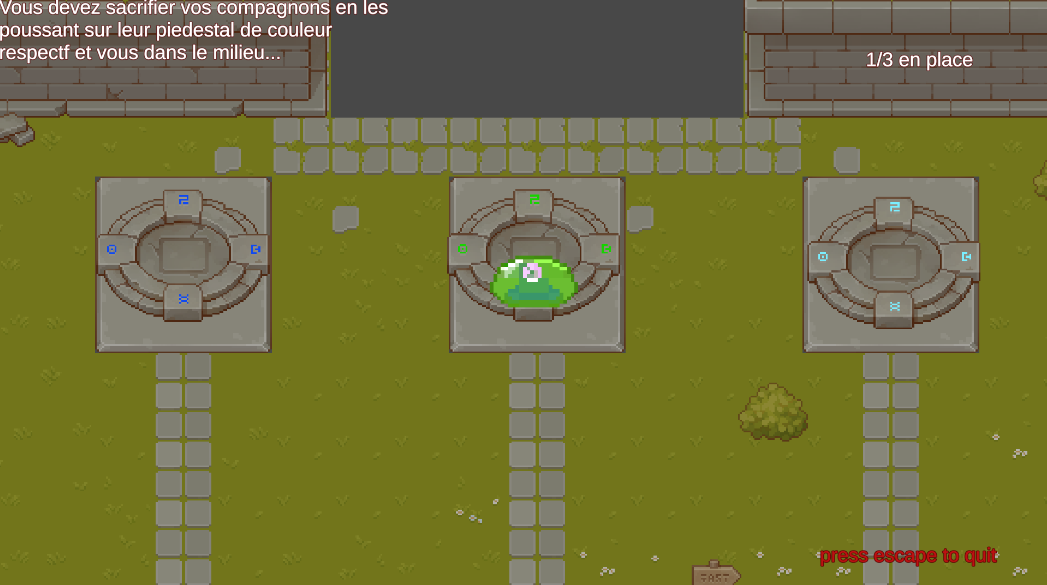 Vous devez sacrifier vos compagnons en les
poussant sur leur piedestal de couleur
respectf et vous dans le milieu...
1/3 en place
press escape to quit